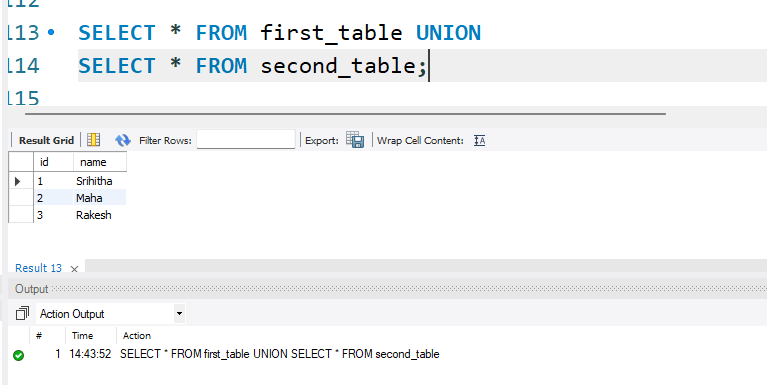 112
113 SELECT * FROM first_table UNION
114 SELECT * FROM second_table;
115
Result Grid Filter Rows: Export: Wrap Cell Content: IA
id name
1 Srihitha
2 Maha
3 Rakesh
Result 13 ×
Output
Action Output
# Time Action
1 14:43:52 SELECT * FROM first_table UNION SELECT * FROM second_table